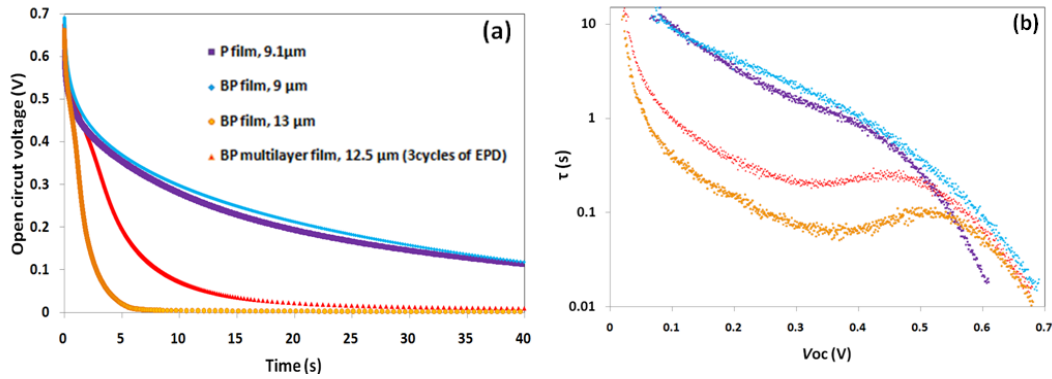 (a)
Open circut voltage (V)
0.7
0.6
0.5
0.4
0.3
0.2
0.1
0
P film, 9.1µm
BP film, 9 µm
BP film, 13 µm
BP multilayer film, 12.5 µm (3cycles of EPD)
0 5 10 15 20 25 30 35 40
Time (s)
(b)
τ (s)
10
1
0.1
0.01
0 0.1 0.2 0.3 0.4 0.5 0.6 0.7
Voc (V)